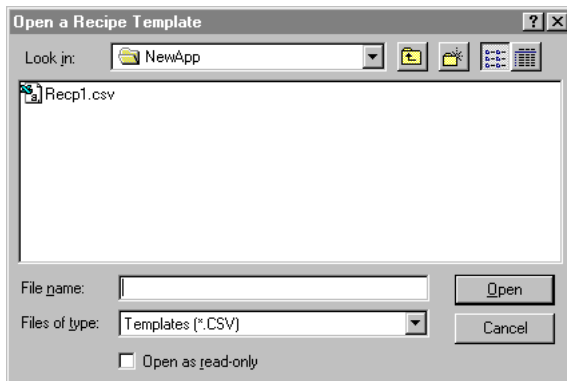 Open a Recipe Template
Look in: NewApp
Recp1.csv
File name: Open
Files of type: Templates (*.CSV) Cancel
Open as read-only